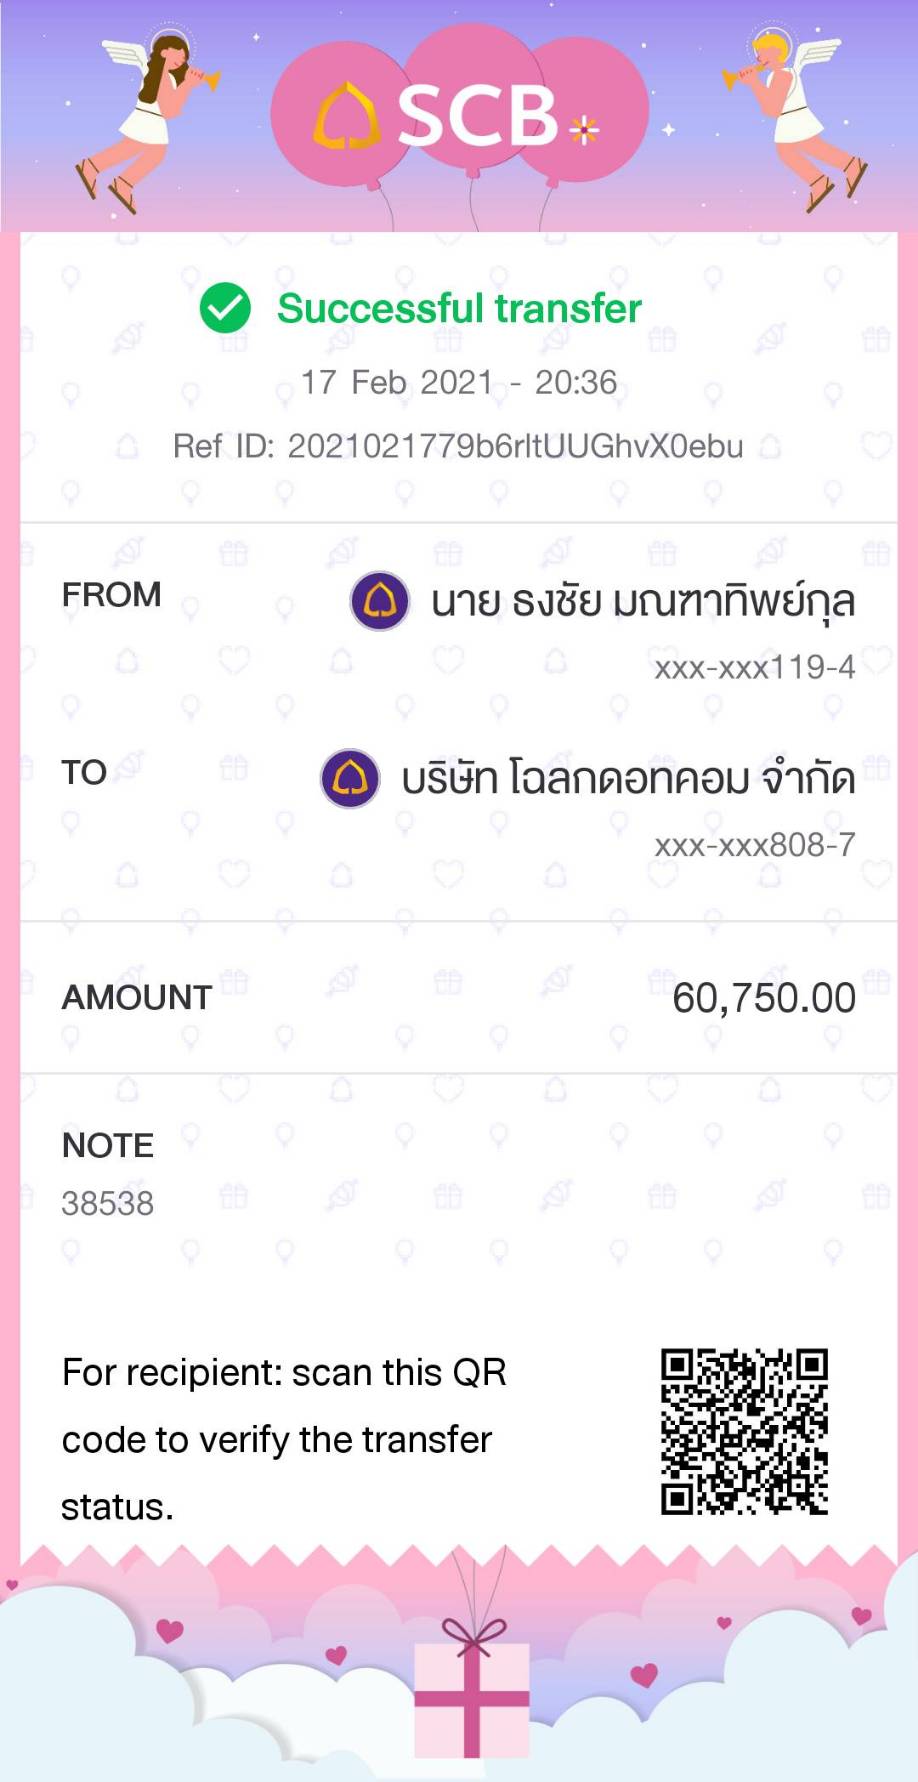 SCB
Successful transfer
17 Feb 2021 - 20:36
Ref ID: 2021021779b6rltUUGhvX0ebu
FROM
นาย ธงชัย มณฑาทิพย์กุล
xxx-xxx119-4
TO
บริษัท โฉลกดอทคอม จำกัด
xxx-xxx808-7
AMOUNT
60,750.00
NOTE
38538
For recipient: scan this QR
code to verify the transfer
status.